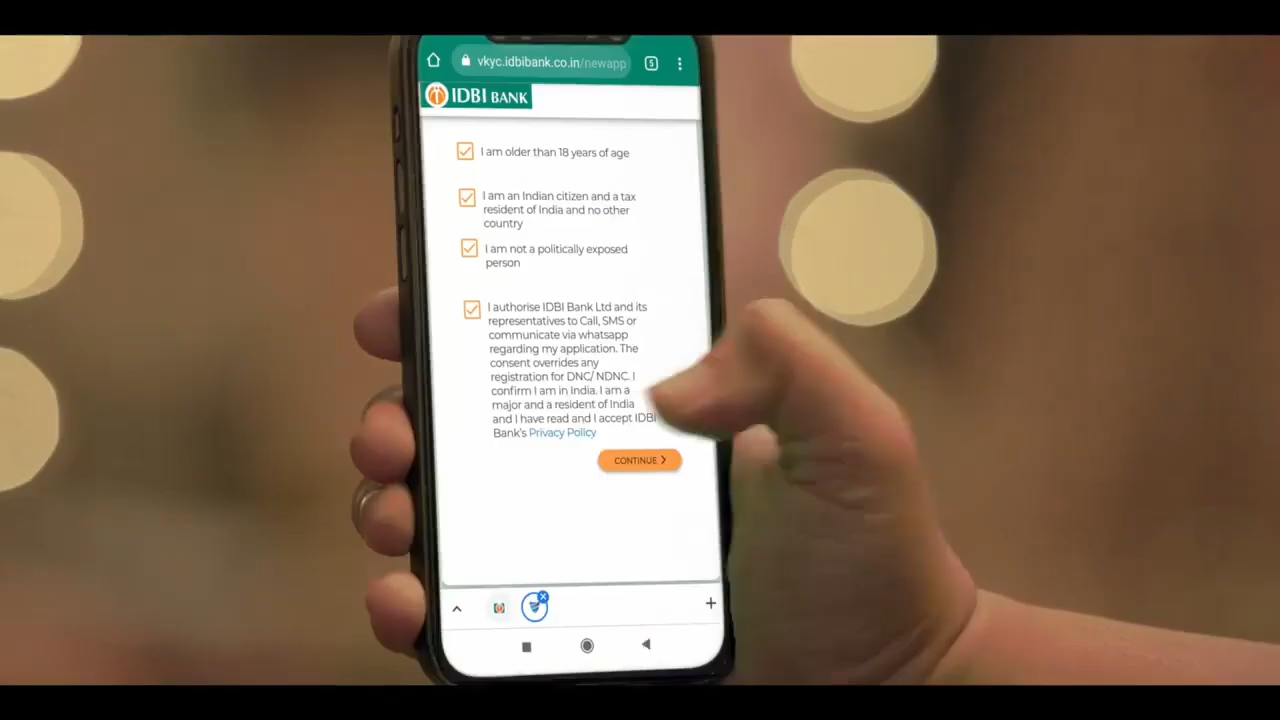 vkyc.idbibank.co.in/newapp
5
IDBI BANK
I am older than 18 years of age
I am an Indian citizen and a tax
resident of India and no other
country
I am not a politically exposed
person
I authorise IDBI Bank Ltd and its
representatives to Call, SMS or
communicate via whatsapp
regarding my application. The
consent overrides any
registration for DNC/ NDNC. I
confirm I am in India. I am a
major and a resident of India
and I have read and I accept IDBI
Bank's Privacy Policy
CONTINUE